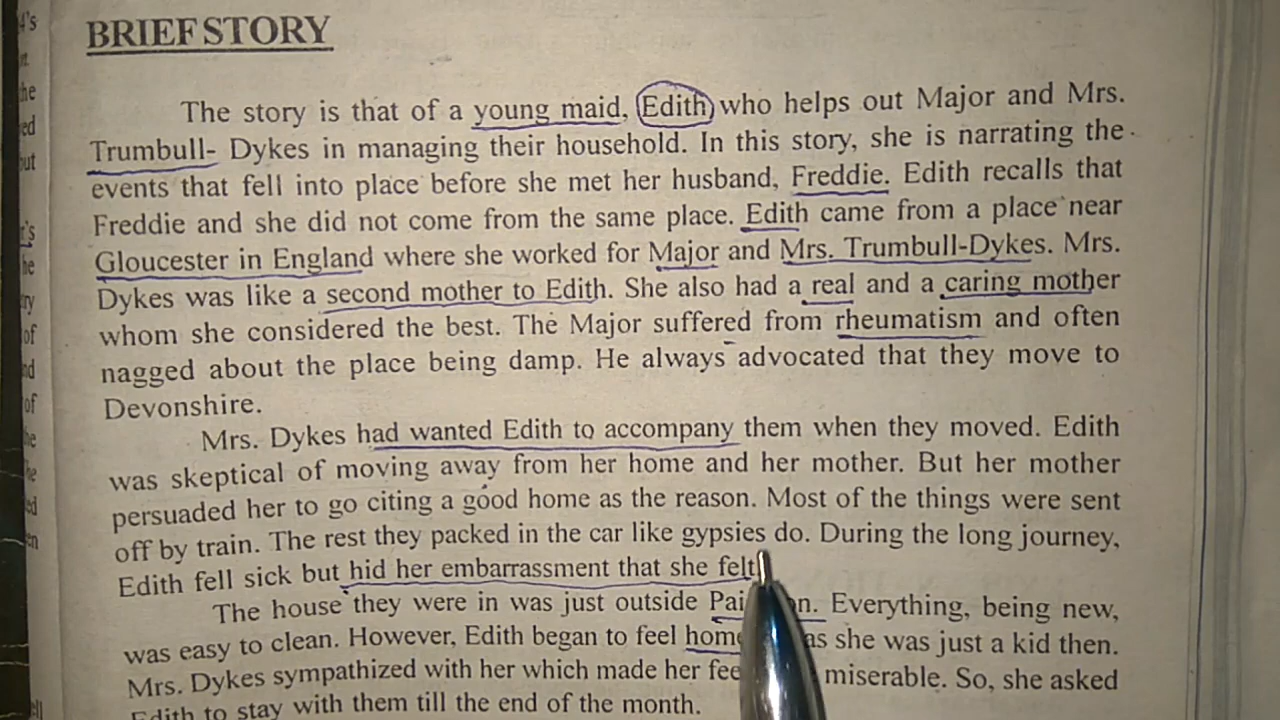 BRIEF STORY
The story is that of a young maid, Edith who helps out Major and Mrs.
Trumbull- Dykes in managing their household. In this story, she is narrating the
events that fell into place before she met her husband, Freddie. Edith recalls that
Freddie and she did not come from the same place. Edith came from a place near
Gloucester in England where she worked for Major and Mrs. Trumbull-Dykes. Mrs.
Dykes was like a second mother to Edith. She also had a real and a caring mother
whom she considered the best. The Major suffered from rheumatism and often
nagged about the place being damp. He always advocated that they move to
Devonshire.
Mrs. Dykes had wanted Edith to accompany them when they moved. Edith
was skeptical of moving away from her home and her mother. But her mother
persuaded her to go citing a good home as the reason. Most of the things were sent
off by train. The rest they packed in the car like gypsies do. During the long journey,
Edith fell sick but hid her embarrassment that she felt
The house they were in was just outside Everything, being new,
was easy to clean. However, Edith began to feel as she was just a kid then.
Mrs. Dykes sympathized with her which made her miserable. So, she asked
Edith to stay with them till the end of the month.